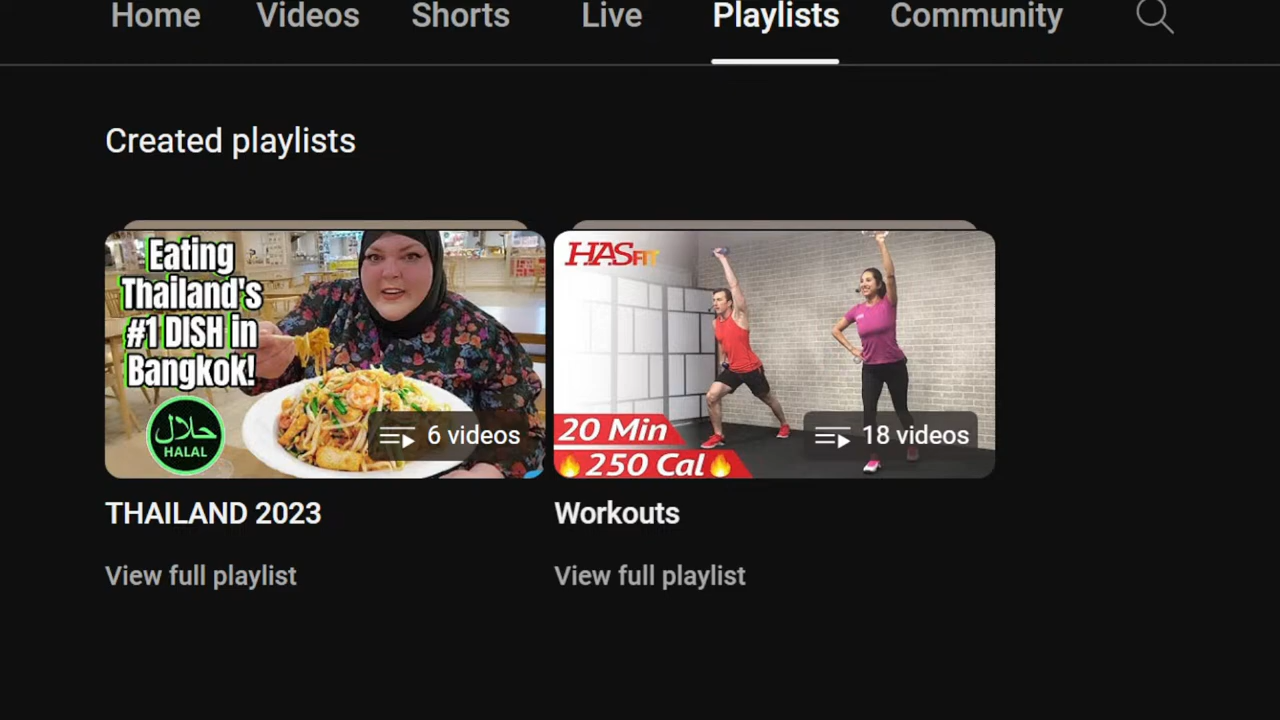 Home Videos Shorts Live Playlists Community
Created playlists
Eating
Thailand's
#1 DISH in
Bangkok!
حلال
HALAL
6 videos
HASFIT
20 Min
250 Cal
18 videos
THAILAND 2023
Workouts
View full playlist
View full playlist